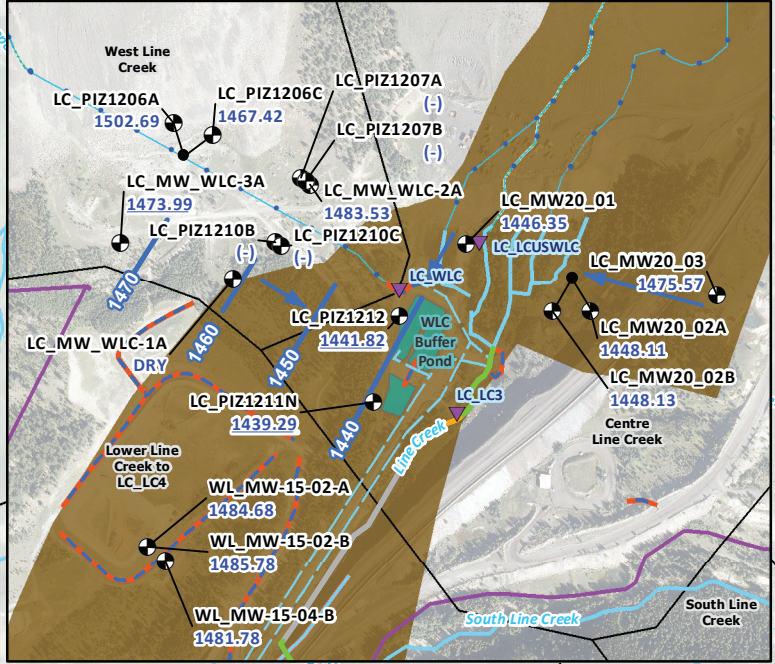 West Line
Creek
LC_PIZ1207A
(-)
LC_PIZ1206A
1502.69
LC_PIZ1206C
1467.42
LC_PIZ1207B
(-)
LC_MW_WLC-3A
1473.99
LC_MW_WLC-2A
1483.53
LC_MW20_01
1446.35
LC_PIZ1210B
(-)
LC_PIZ1210C
(-)
LC_LCUSWLC
LC_MW20_03
1475.57
LC_WLC
1470
LC_PIZ1212
1441.82
WLC
Buffer
Pond
LC_MW20_02A
1448.11
LC_MW_WLC-1A
DRY
1460
1450
LC_MW20_02B
1448.13
LC_PIZ1211N
1439.29
1440
LC_LC3
Line Creek
Centre
Line Creek
Lower Line
Creek to
LC_LC4
WL_MW-15-02-A
1484.68
WL_MW-15-02-B
1485.78
WL_MW-15-04-B
1481.78
South Line Creek
South Line
Creek